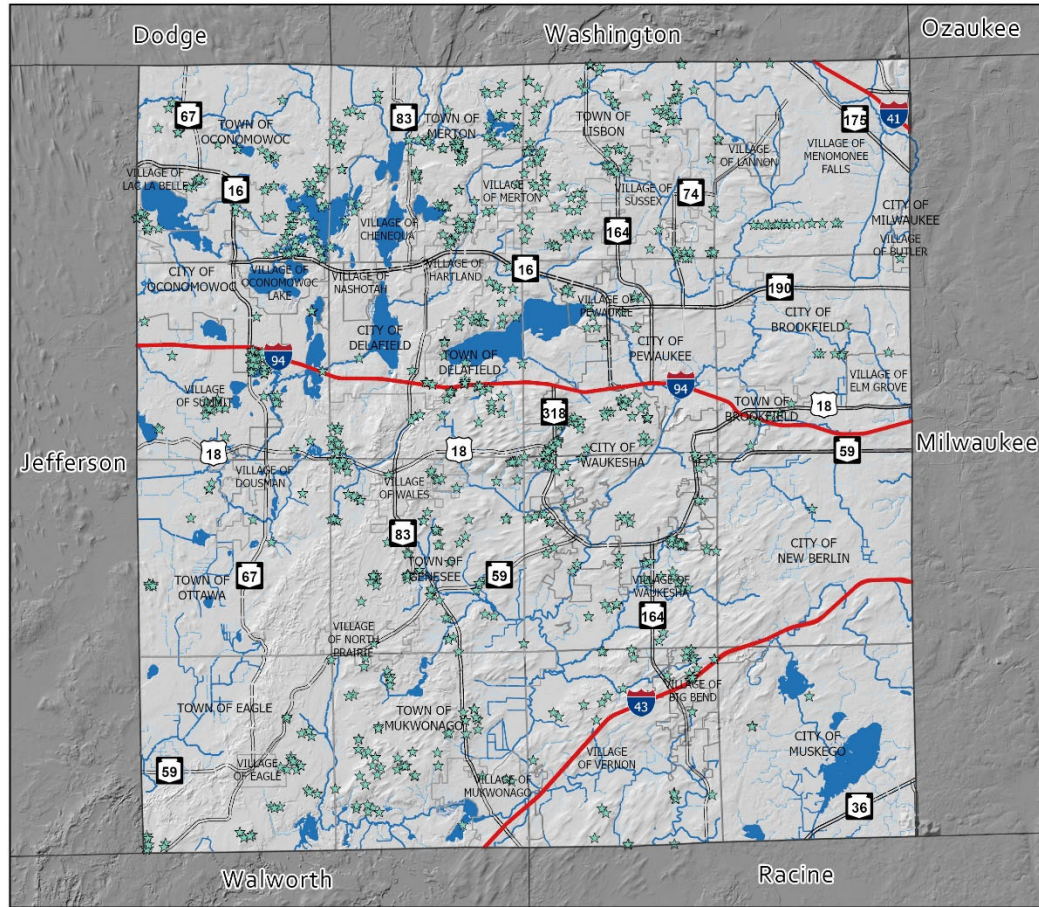 Dodge
Washington
Ozaukee
67
83
175
41
TOWN OF
OCONOMOWOC
TOWN OF
MERTON
TOWN OF
LISBON
VILLAGE OF
MENOMONEE
FALLS
VILLAGE
OF LANNON
VILLAGE OF
LAC LA BELLE
16
VILLAGE
OF MERTON
VILLAGE OF
SUSSEX
74
VILLAGE OF
CHENEQUA
164
CITY OF
MILWAUKEE
VILLAGE
OF BUTLER
CITY OF
OCONOMOWOC
VILLAGE OF
OCONOMOWOC
LAKE
VILLAGE OF
NASHOTAH
VILLAGE OF
HARTLAND
16
190
VILLAGE OF
PEWAUKEE
CITY OF
BROOKFIELD
CITY OF
DELAFIELD
CITY OF
PEWAUKEE
94
TOWN OF
DELAFIELD
94
VILLAGE OF
ELM GROVE
VILLAGE
OF SUMMIT
TOWN OF
BROOKFIELD
18
318
Jefferson
18
18
CITY OF
WAUKESHA
59
Milwaukee
VILLAGE OF
DOUSMAN
VILLAGE
OF WALES
83
CITY OF
NEW BERLIN
TOWN OF
GENESEE
59
TOWN OF
OTTAWA
67
VILLAGE OF
WAUKESHA
164
VILLAGE
OF NORTH
PRAIRIE
VILLAGE OF
BIG BEND
TOWN OF EAGLE
TOWN OF
MUKWONAGO
43
CITY OF
MUSKEGO
VILLAGE
OF VERNON
59
VILLAGE
OF EAGLE
VILLAGE OF
MUKWONAGO
36
Walworth
Racine